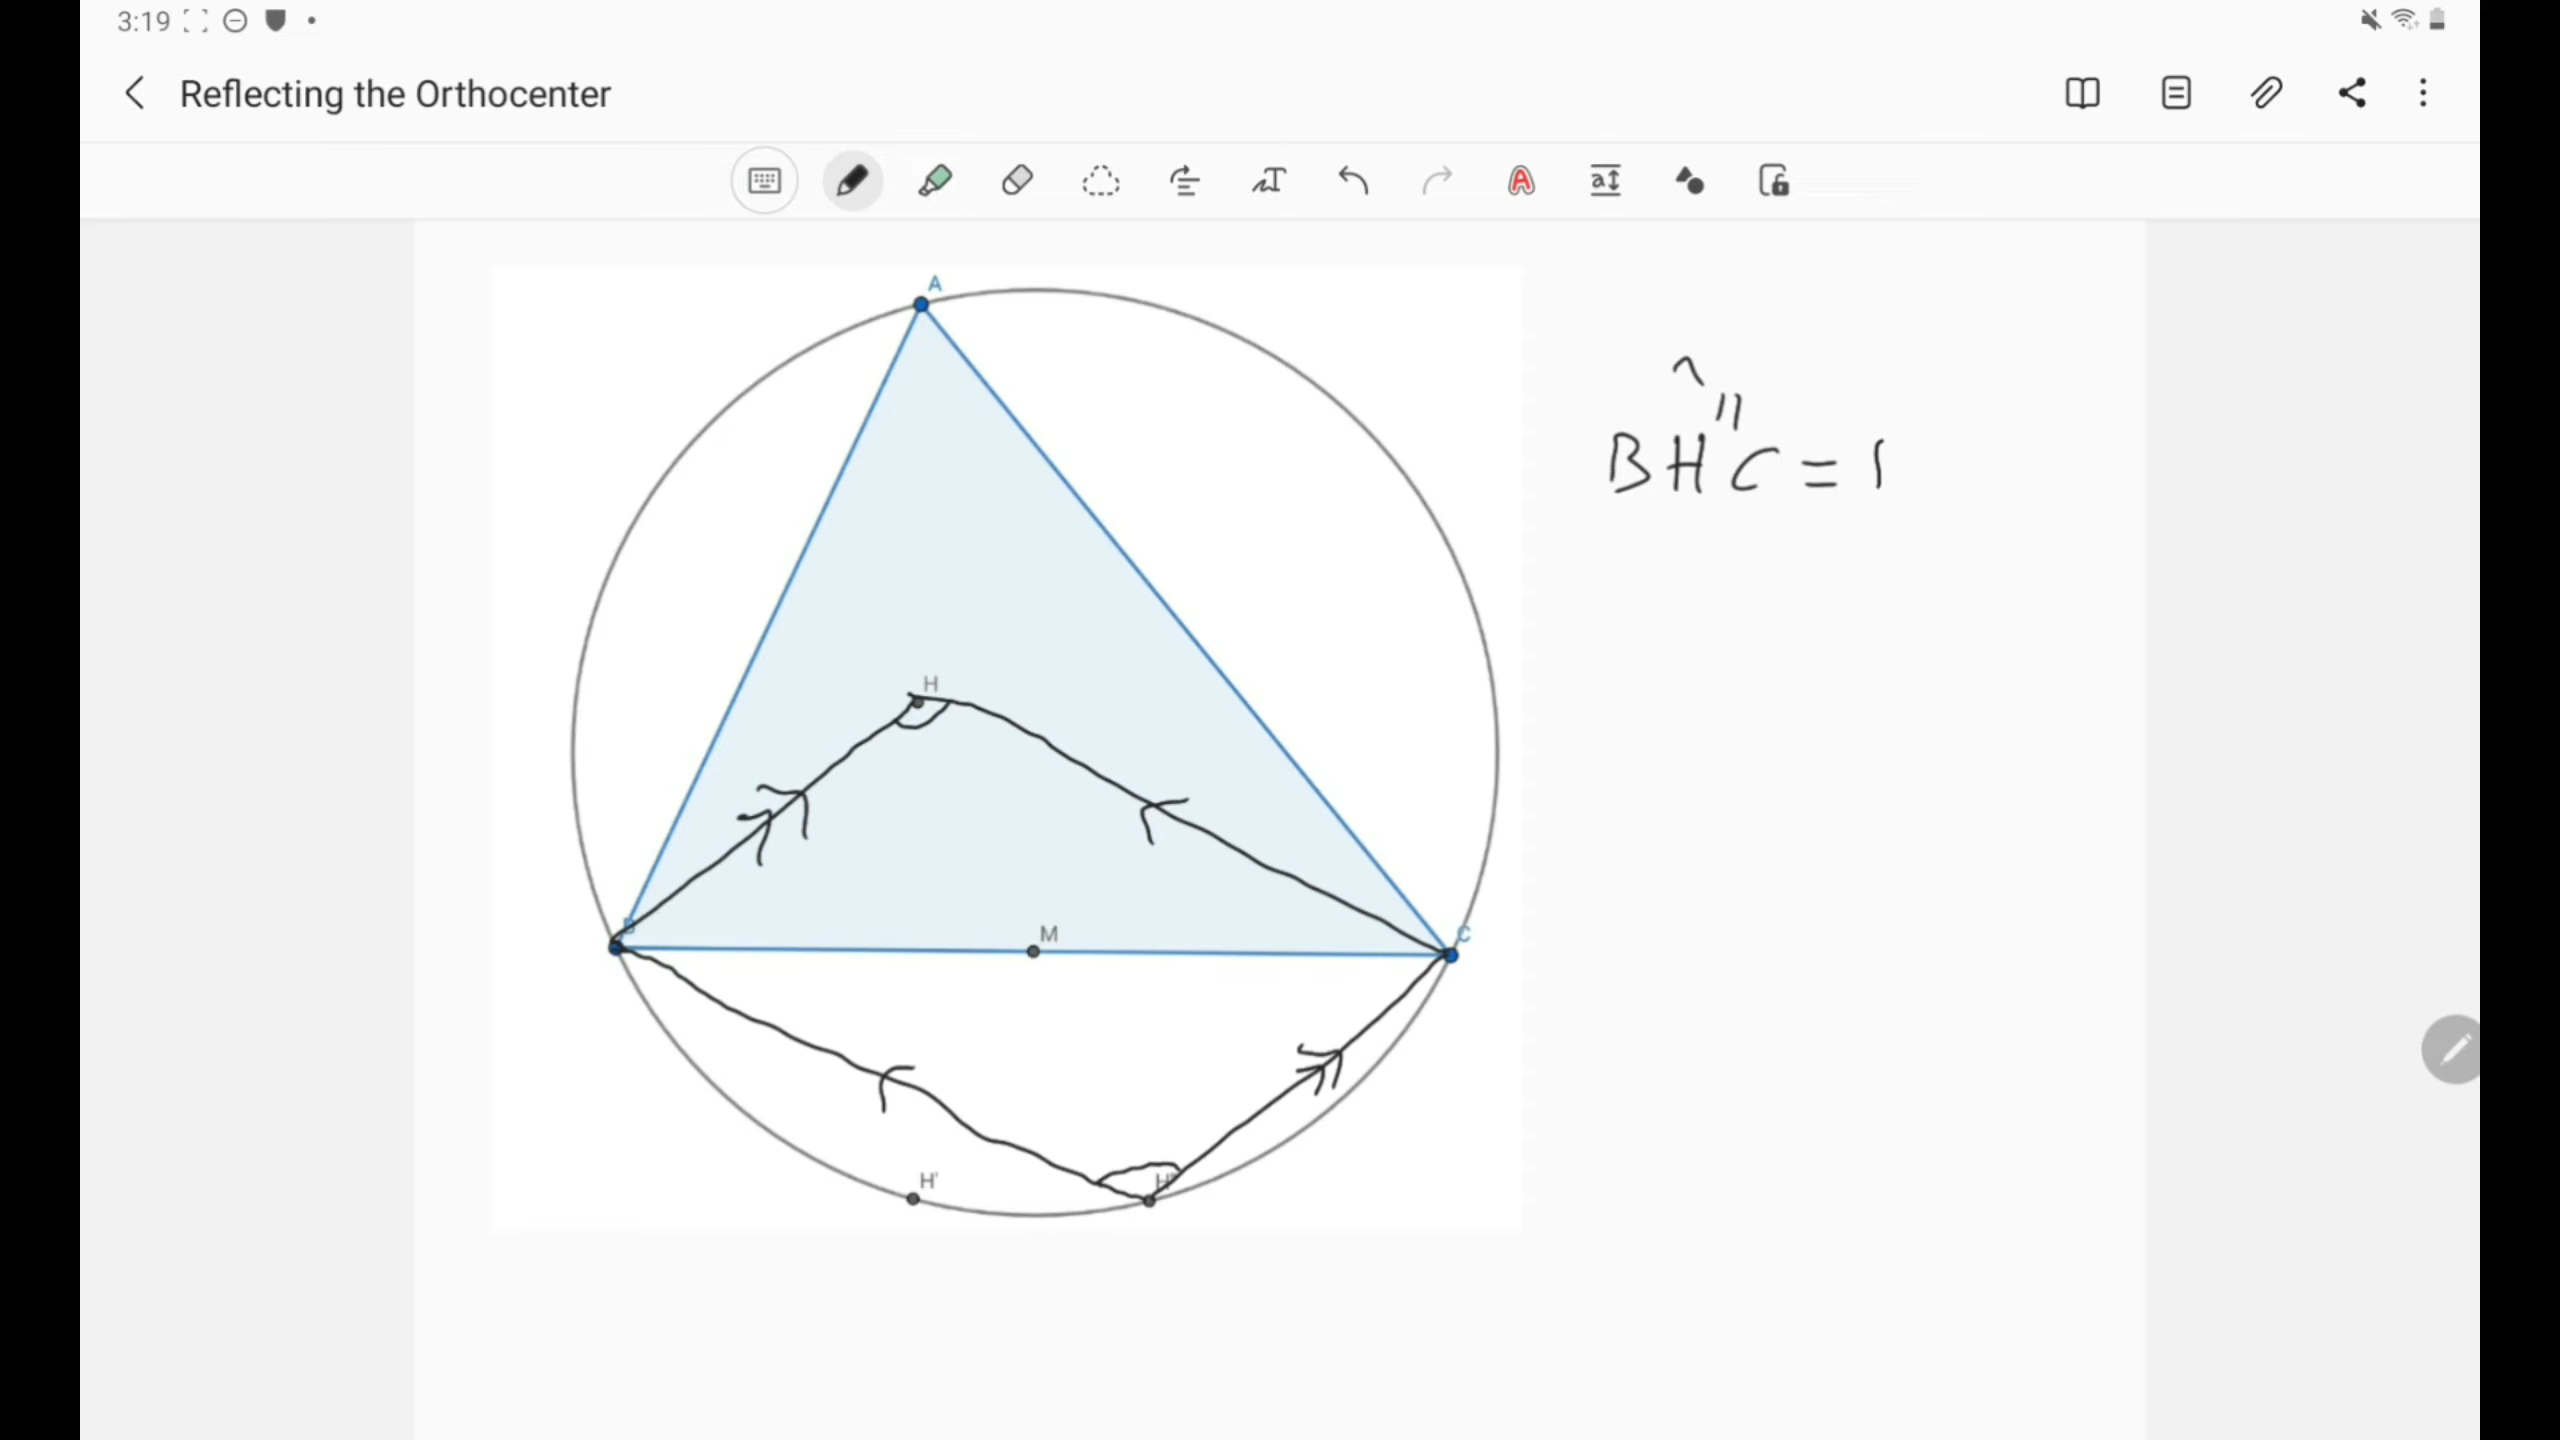 3:19
Reflecting the Orthocenter
A
H
B
M
C
H'
H"
BH"C = 1